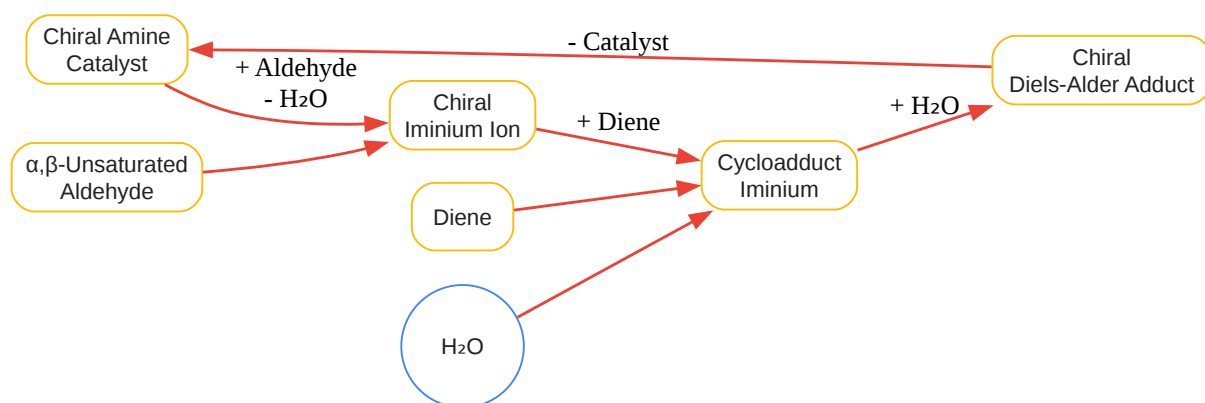 Chiral Amine
Catalyst
- Catalyst
Chiral
Diels-Alder Adduct
+ Aldehyde
- H₂O
Chiral
Iminium Ion
+ H₂O
+ Diene
α,β-Unsaturated
Aldehyde
Cycloadduct
Iminium
Diene
H₂O